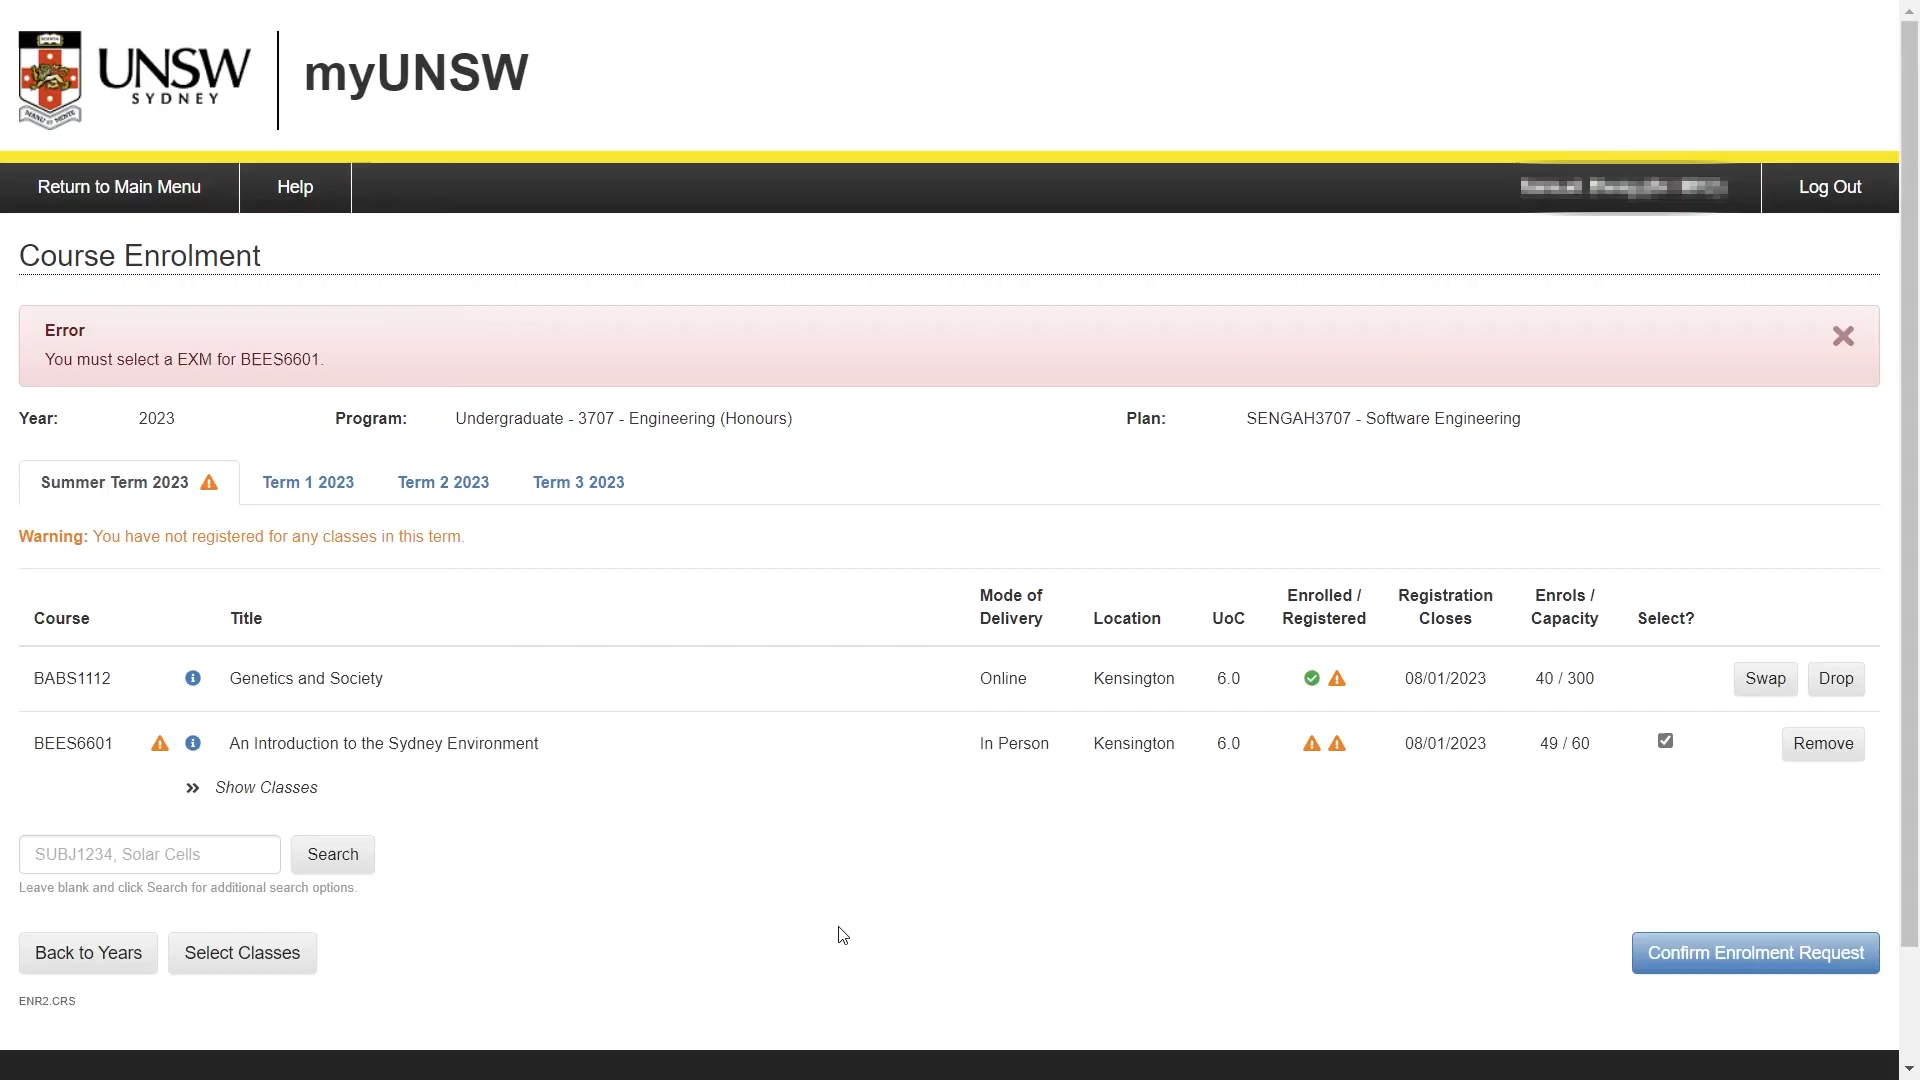 UNSW
SYDNEY
myUNSW
Return to Main Menu
Help
Log Out
Course Enrolment
Error
You must select a EXM for BEES6601.
Year: 2023 Program: Undergraduate - 3707 - Engineering (Honours) Plan: SENGAH3707 - Software Engineering
Summer Term 2023 Term 1 2023 Term 2 2023 Term 3 2023
Warning: You have not registered for any classes in this term.
Course Title Mode of Delivery Location UoC Enrolled / Registered Registration Closes Enrols / Capacity Select?
BABS1112 Genetics and Society Online Kensington 6.0 08/01/2023 40 / 300 Swap Drop
BEES6601 An Introduction to the Sydney Environment In Person Kensington 6.0 08/01/2023 49 / 60 Remove
Show Classes
SUBJ1234, Solar Cells Search
Leave blank and click Search for additional search options.
Back to Years Select Classes Confirm Enrolment Request
ENR2.CRS